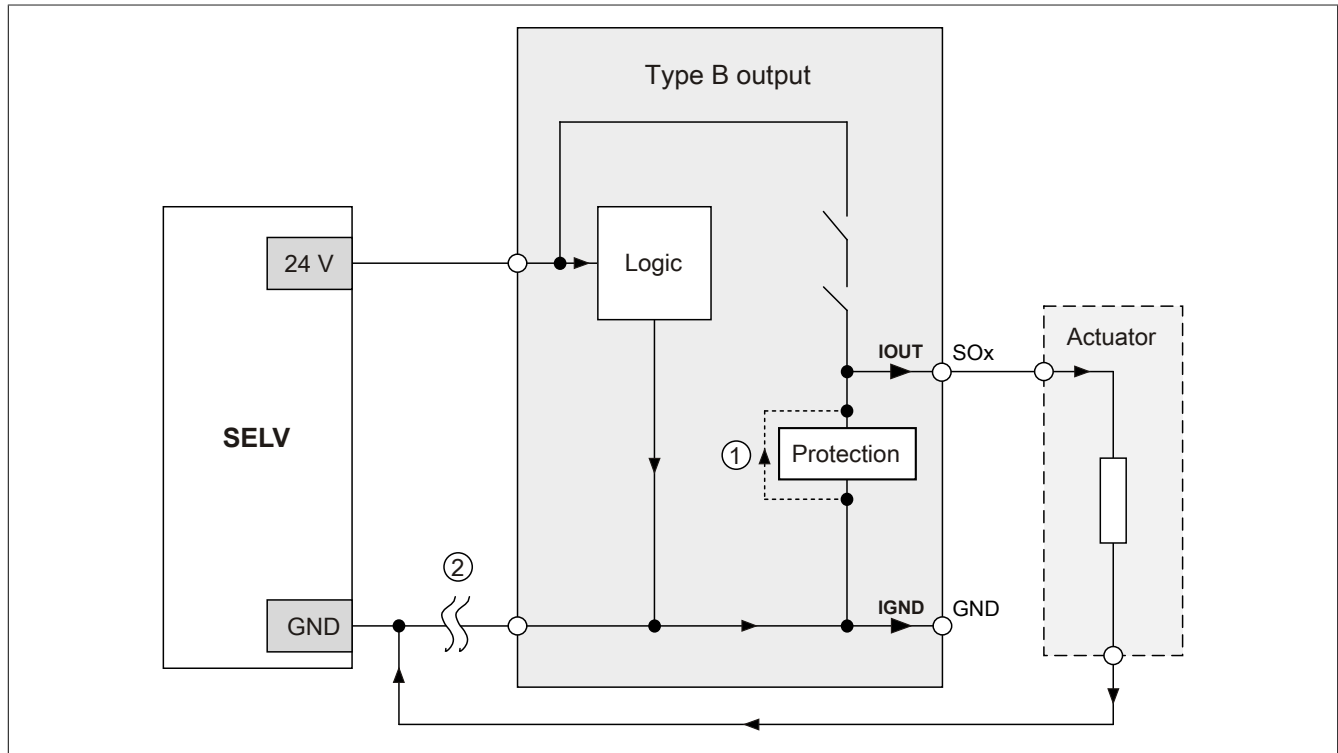 Type B output
24 V
Logic
IOUT
SOx
Actuator
SELV
①
Protection
②
GND
IGND
GND